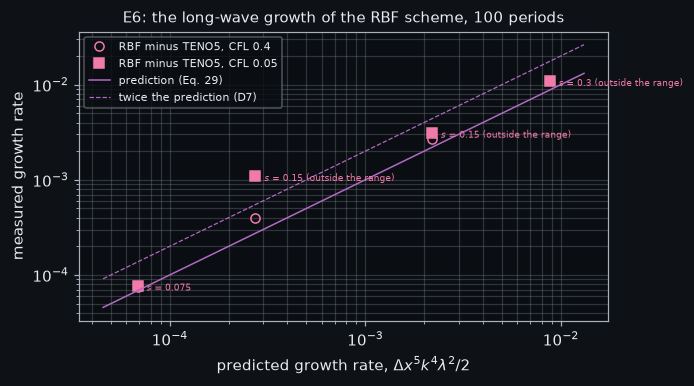 E6: the long-wave growth of the RBF scheme, 100 periods
RBF minus TENO5, CFL 0.4
RBF minus TENO5, CFL 0.05
prediction (Eq. 29)
twice the prediction (D7)
s = 0.3 (outside the range)
s = 0.15 (outside the range)
s = 0.15 (outside the range)
s = 0.075
measured growth rate
10⁻²
10⁻³
10⁻⁴
10⁻⁴
10⁻³
10⁻²
predicted growth rate, Δx⁵k⁴λ²/2